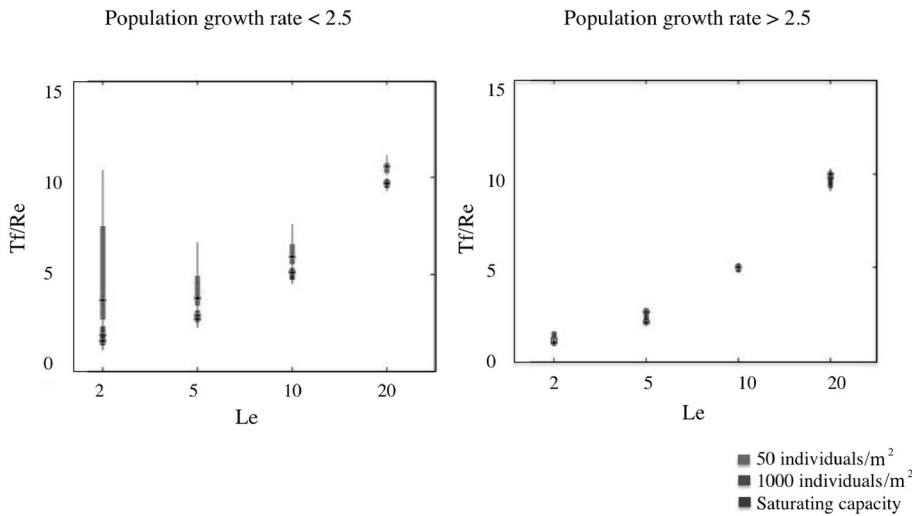 Population growth rate < 2.5
15
10
5
0
Tf/Re
2 5 10 20
Le
Population growth rate > 2.5
15
10
5
0
Tf/Re
2 5 10 20
Le
50 individuals/m²
1000 individuals/m²
Saturating capacity